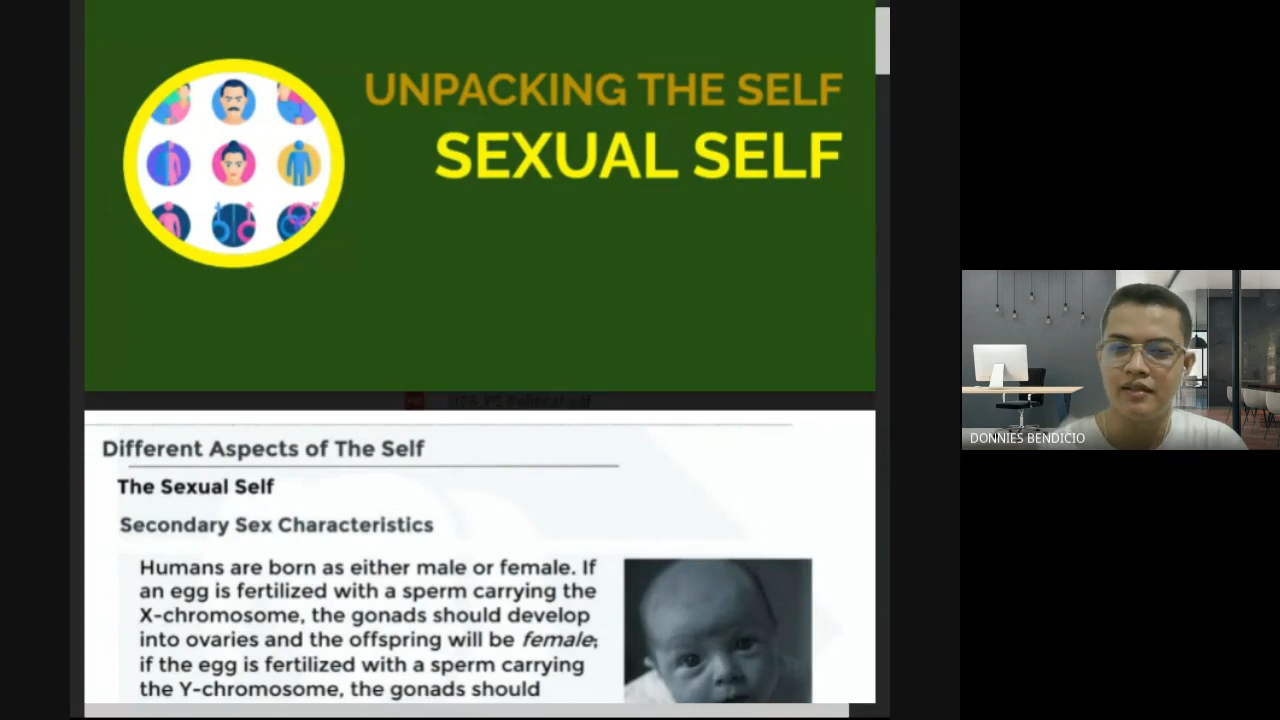 UNPACKING THE SELF
SEXUAL SELF
Different Aspects of The Self
The Sexual Self
Secondary Sex Characteristics
Humans are born as either male or female. If
an egg is fertilized with a sperm carrying the
X-chromosome, the gonads should develop
into ovaries and the offspring will be female;
if the egg is fertilized with a sperm carrying
the Y-chromosome, the gonads should
DONNIES BENDICIO